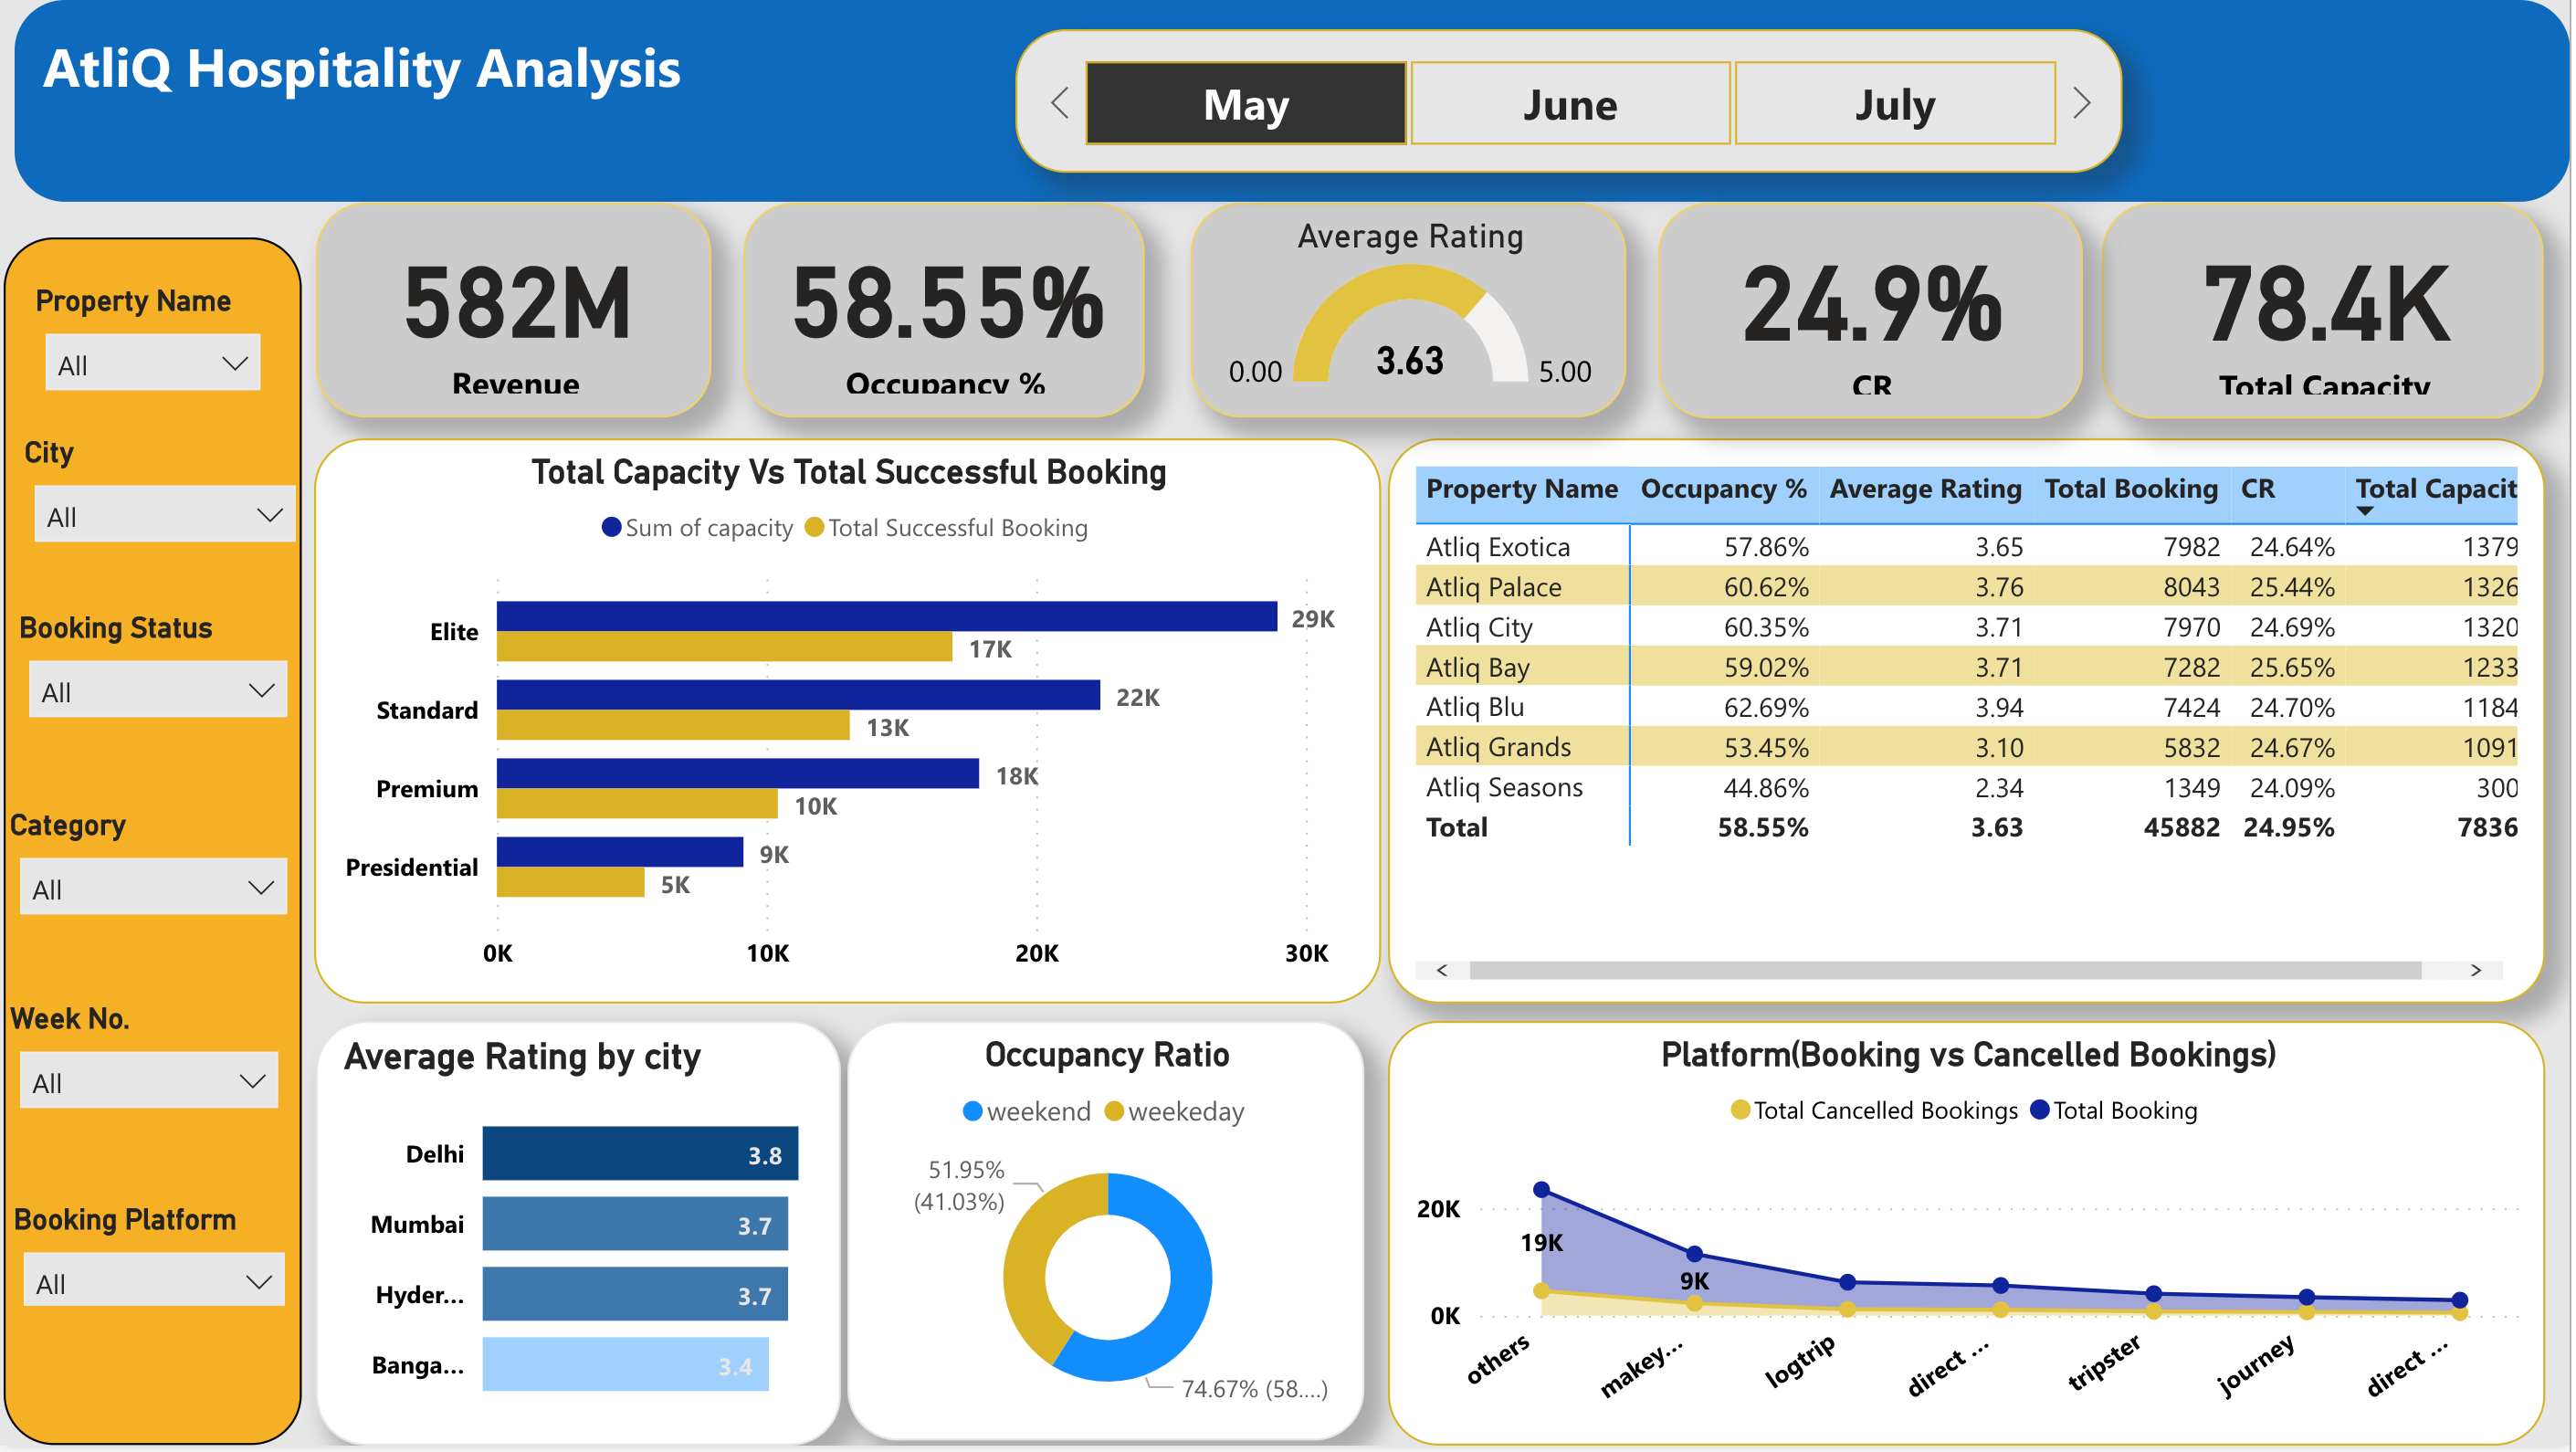 AtliQ Hospitality Analysis
May
June
July
Property Name
All
City
All
Booking Status
All
Category
All
Week No.
All
Booking Platform
All
582M
Revenue
58.55%
Occupancy %
Average Rating
0.00
3.63
5.00
24.9%
CR
78.4K
Total Capacity
Total Capacity Vs Total Successful Booking
Sum of capacity Total Successful Booking
Elite 29K
17K
Standard 22K
13K
Premium 18K
10K
Presidential 9K
5K
0K 10K 20K 30K
Property Name Occupancy % Average Rating Total Booking CR Total Capacit
Atliq Exotica 57.86% 3.65 7982 24.64% 1379
Atliq Palace 60.62% 3.76 8043 25.44% 1326
Atliq City 60.35% 3.71 7970 24.69% 1320
Atliq Bay 59.02% 3.71 7282 25.65% 1233
Atliq Blu 62.69% 3.94 7424 24.70% 1184
Atliq Grands 53.45% 3.10 5832 24.67% 1091
Atliq Seasons 44.86% 2.34 1349 24.09% 300
Total 58.55% 3.63 45882 24.95% 7836
Average Rating by city
Delhi 3.8
Mumbai 3.7
Hyder... 3.7
Banga... 3.4
Occupancy Ratio
weekend weekeday
51.95%
(41.03%)
74.67% (58....)
Platform(Booking vs Cancelled Bookings)
Total Cancelled Bookings Total Booking
20K
19K
9K
0K
others makey... logtrip direct ... tripster journey direct ...